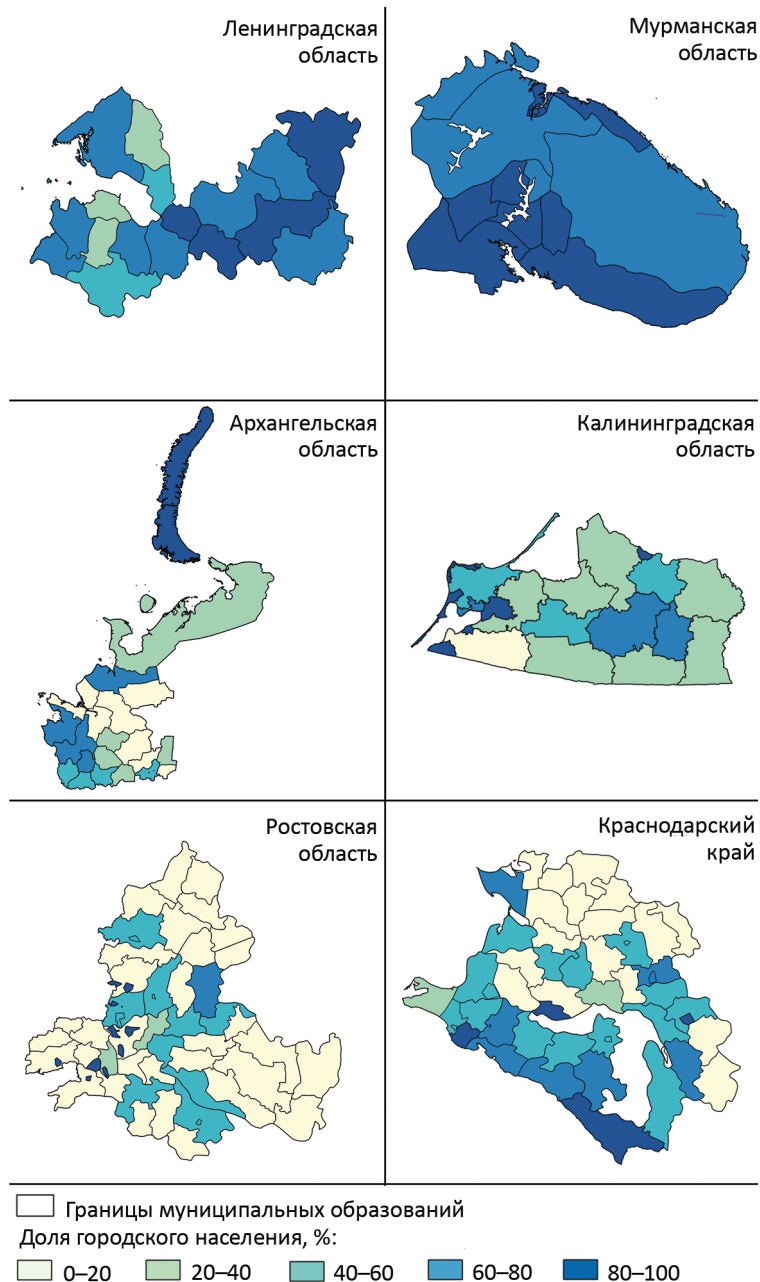 Ленинградская
область
Мурманская
область
Архангельская
область
Калининградская
область
Ростовская
область
Краснодарский
край
Границы муниципальных образований
Доля городского населения, %:
0–20
20–40
40–60
60–80
80–100